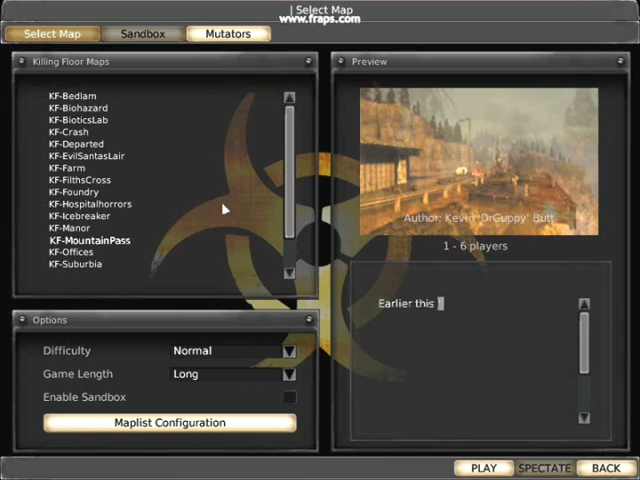 | Select Map
www.fraps.com
Select Map
Sandbox
Mutators
Killing Floor Maps
KF-Bedlam
KF-Biohazard
KF-BioticsLab
KF-Crash
KF-Departed
KF-EvilSantasLair
KF-Farm
KF-FilthsCross
KF-Foundry
KF-Hospitalhorrors
KF-Icebreaker
KF-Manor
KF-MountainPass
KF-Offices
KF-Suburbia
Preview
Author: Kevin 'DrGuppy' Butt
1 - 6 players
Earlier this
Options
Difficulty
Normal
Game Length
Long
Enable Sandbox
Maplist Configuration
PLAY
SPECTATE
BACK